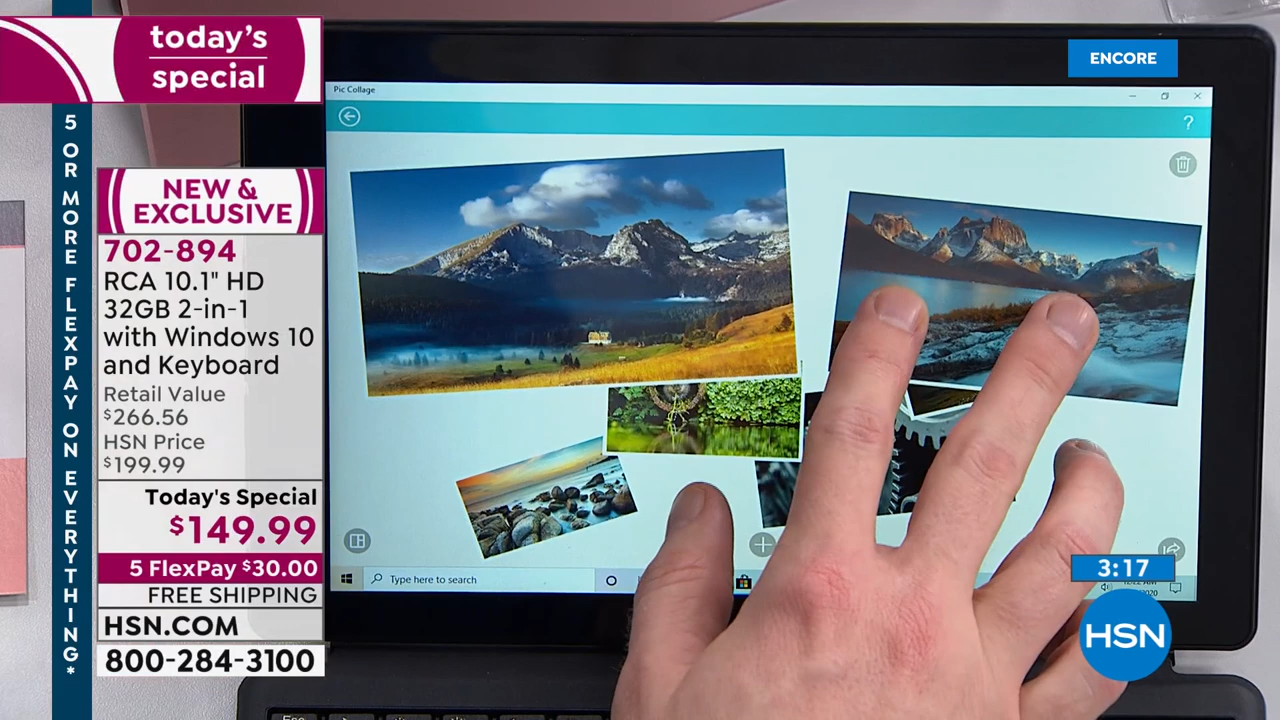 today's
special
5 OR MORE FLEXPAY ON EVERYTHING*
NEW &
EXCLUSIVE
702-894
RCA 10.1" HD
32GB 2-in-1
with Windows 10
and Keyboard
Retail Value
$266.56
HSN Price
$199.99
Today's Special
$149.99
5 FlexPay $30.00
FREE SHIPPING
HSN.COM
800-284-3100
ENCORE
Pic Collage
?
Type here to search
3:17
HSN
Esc